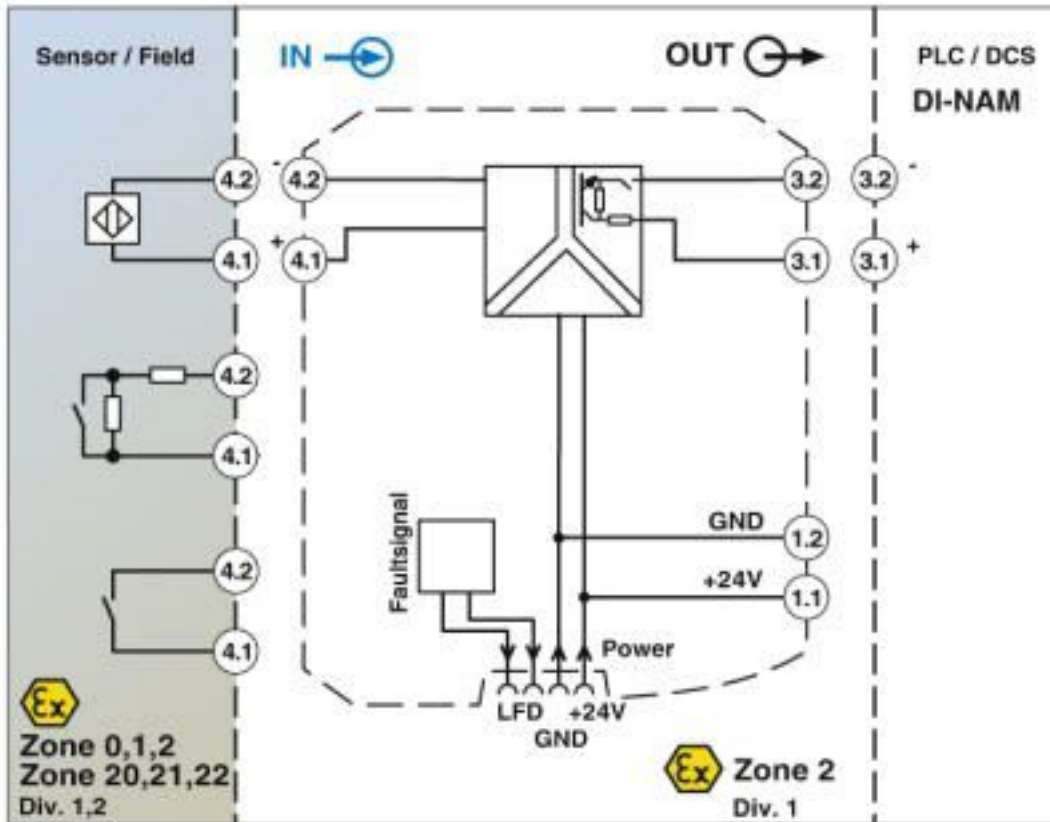 Sensor / Field
IN
OUT
PLC / DCS
DI-NAM
4.2
-
4.2
3.2
3.2
-
4.1
+
4.1
3.1
3.1
+
4.2
4.1
4.2
4.1
Faultsignal
GND
1.2
+24V
1.1
Power
LFD
+24V
GND
Ex
Zone 0,1,2
Zone 20,21,22
Div. 1,2
Ex
Zone 2
Div. 1